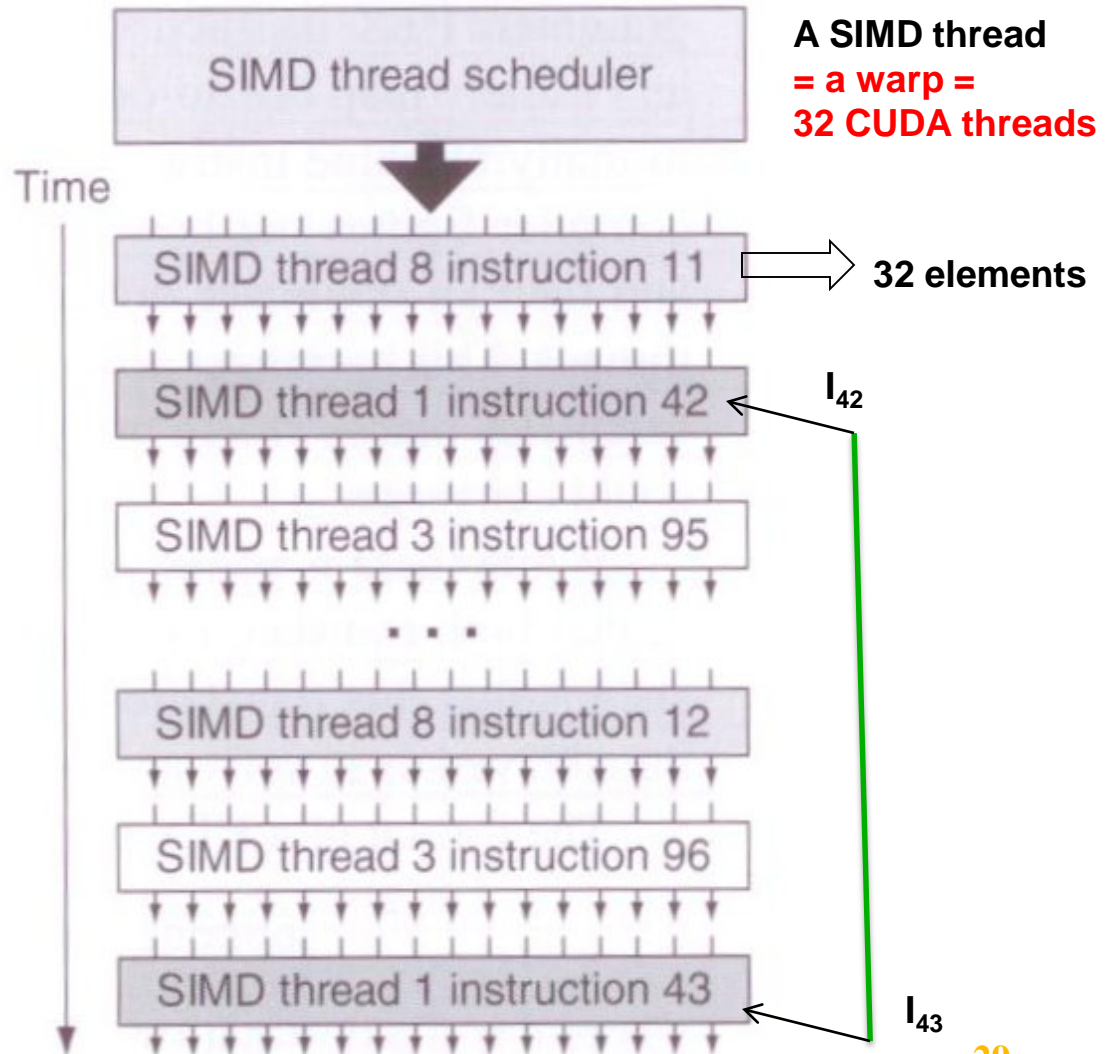 SIMD thread scheduler
A SIMD thread
= a warp =
32 CUDA threads
Time
SIMD thread 8 instruction 11
32 elements
SIMD thread 1 instruction 42
I42
SIMD thread 3 instruction 95
. . .
SIMD thread 8 instruction 12
SIMD thread 3 instruction 96
SIMD thread 1 instruction 43
I43